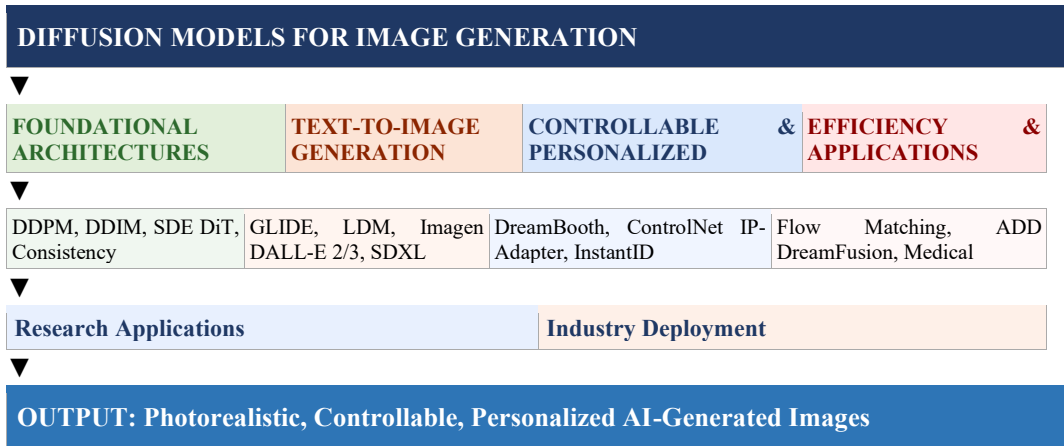 DIFFUSION MODELS FOR IMAGE GENERATION
▼
FOUNDATIONAL ARCHITECTURES
TEXT-TO-IMAGE GENERATION
CONTROLLABLE & PERSONALIZED
EFFICIENCY & APPLICATIONS
▼
DDPM, DDIM, SDE DiT,
Consistency
GLIDE, LDM, Imagen
DALL-E 2/3, SDXL
DreamBooth, ControlNet IP-
Adapter, InstantID
Flow Matching, ADD
DreamFusion, Medical
▼
Research Applications
Industry Deployment
▼
OUTPUT: Photorealistic, Controllable, Personalized AI-Generated Images